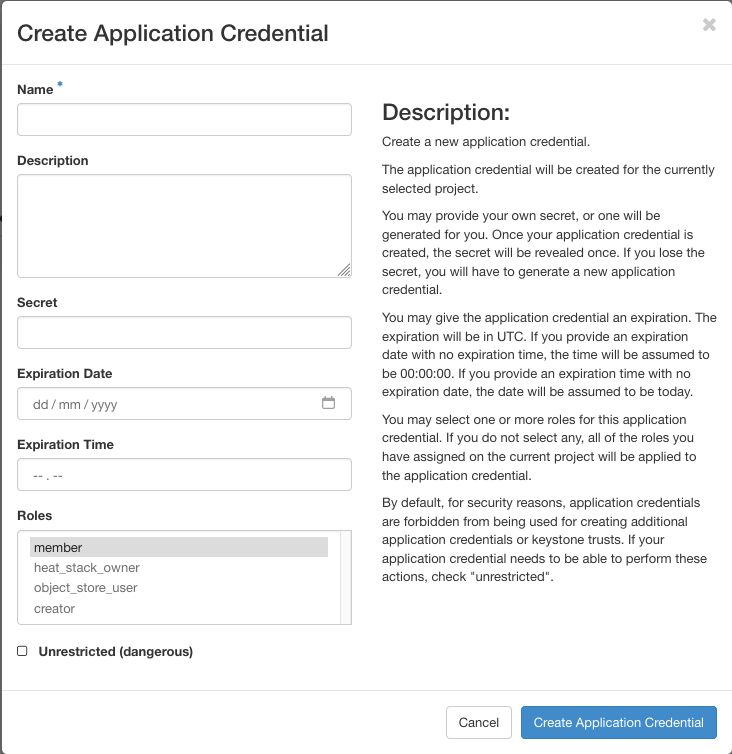 Create Application Credential
×
Name *
Description
Secret
Expiration Date
dd / mm / yyyy
Expiration Time
-- . --
Roles
member
heat_stack_owner
object_store_user
creator
Unrestricted (dangerous)
Description:
Create a new application credential.
The application credential will be created for the currently
selected project.
You may provide your own secret, or one will be
generated for you. Once your application credential is
created, the secret will be revealed once. If you lose the
secret, you will have to generate a new application
credential.
You may give the application credential an expiration. The
expiration will be in UTC. If you provide an expiration
date with no expiration time, the time will be assumed to
be 00:00:00. If you provide an expiration time with no
expiration date, the date will be assumed to be today.
You may select one or more roles for this application
credential. If you do not select any, all of the roles you
have assigned on the current project will be applied to
the application credential.
By default, for security reasons, application credentials
are forbidden from being used for creating additional
application credentials or keystone trusts. If your
application credential needs to be able to perform these
actions, check "unrestricted".
Cancel
Create Application Credential